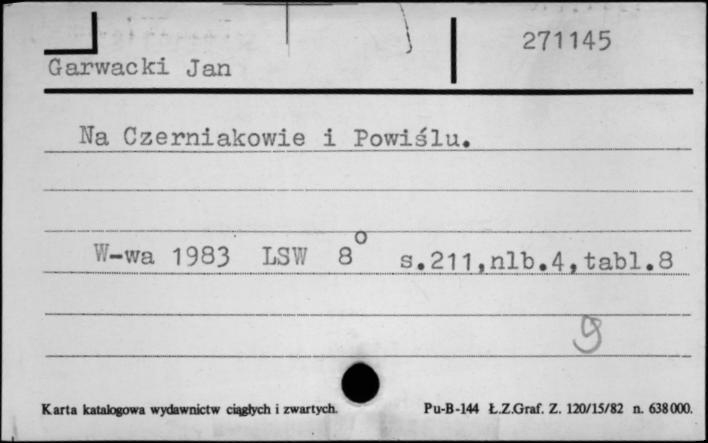 271145
Garwacki Jan
Na Czerniakowie i Powiślu.
W-wa 1983 LSW 8° s.211,nlb.4,tabl.8
9
Karta katalogowa wydawnictw ciągłych i zwartych. Pu-B-144 Ł.Z.Graf. Z. 120/15/82 n. 638000.